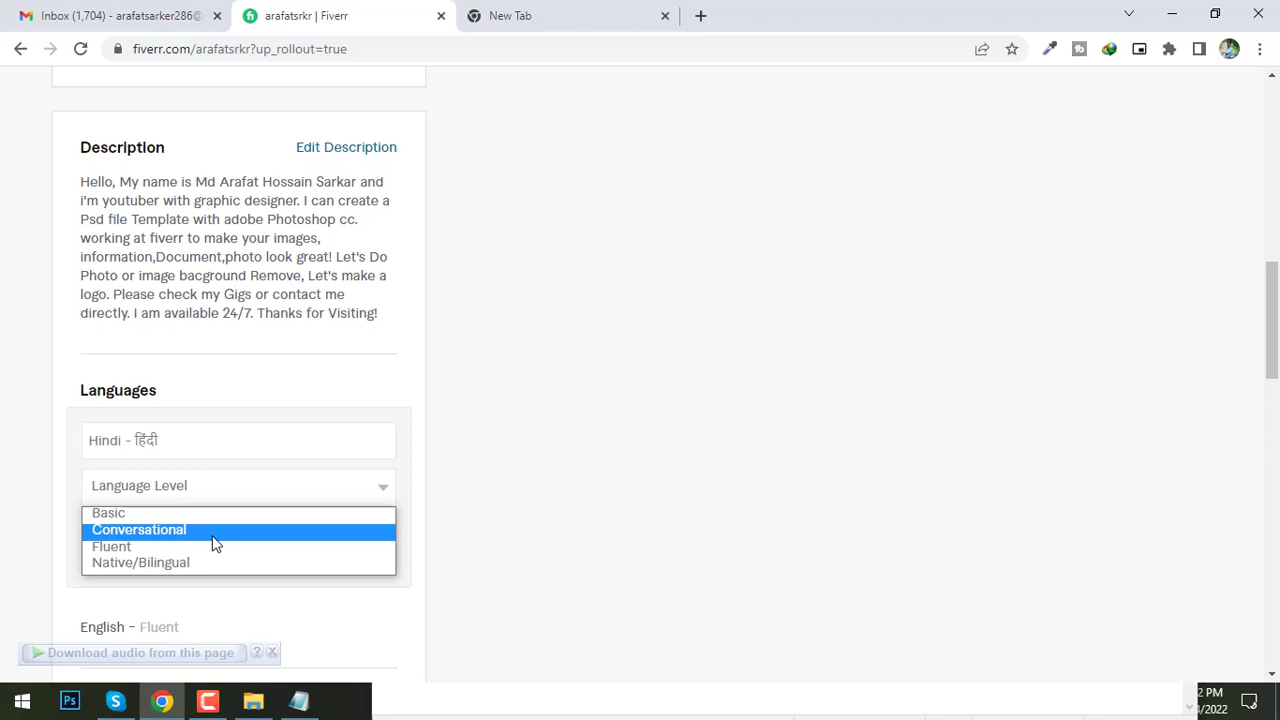 Inbox (1,704) - arafatsarker286@
arafatsrkr | Fiverr
New Tab
fiverr.com/arafatsrkr?up_rollout=true
Description
Edit Description
Hello, My name is Md Arafat Hossain Sarkar and
i'm youtuber with graphic designer. I can create a
Psd file Template with adobe Photoshop cc.
working at fiverr to make your images,
information,Document,photo look great! Let's Do
Photo or image bacground Remove, Let's make a
logo. Please check my Gigs or contact me
directly. I am available 24/7. Thanks for Visiting!
Languages
Hindi - हिंदी
Language Level
Basic
Conversational
Fluent
Native/Bilingual
English - Fluent
Download audio from this page
?
Ps
2 PM
/2022